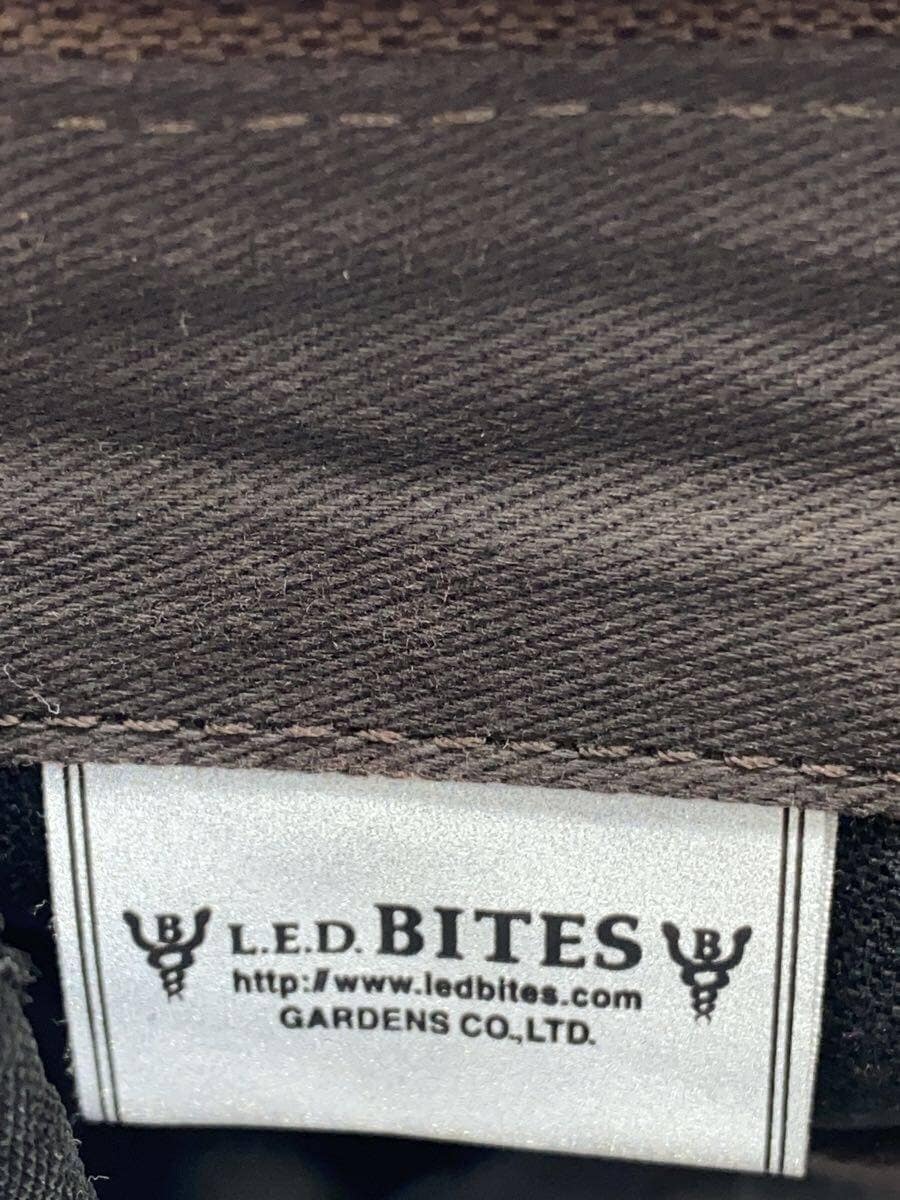 B L.E.D. BITES B
http://www.ledbites.com
GARDENS CO.,LTD.